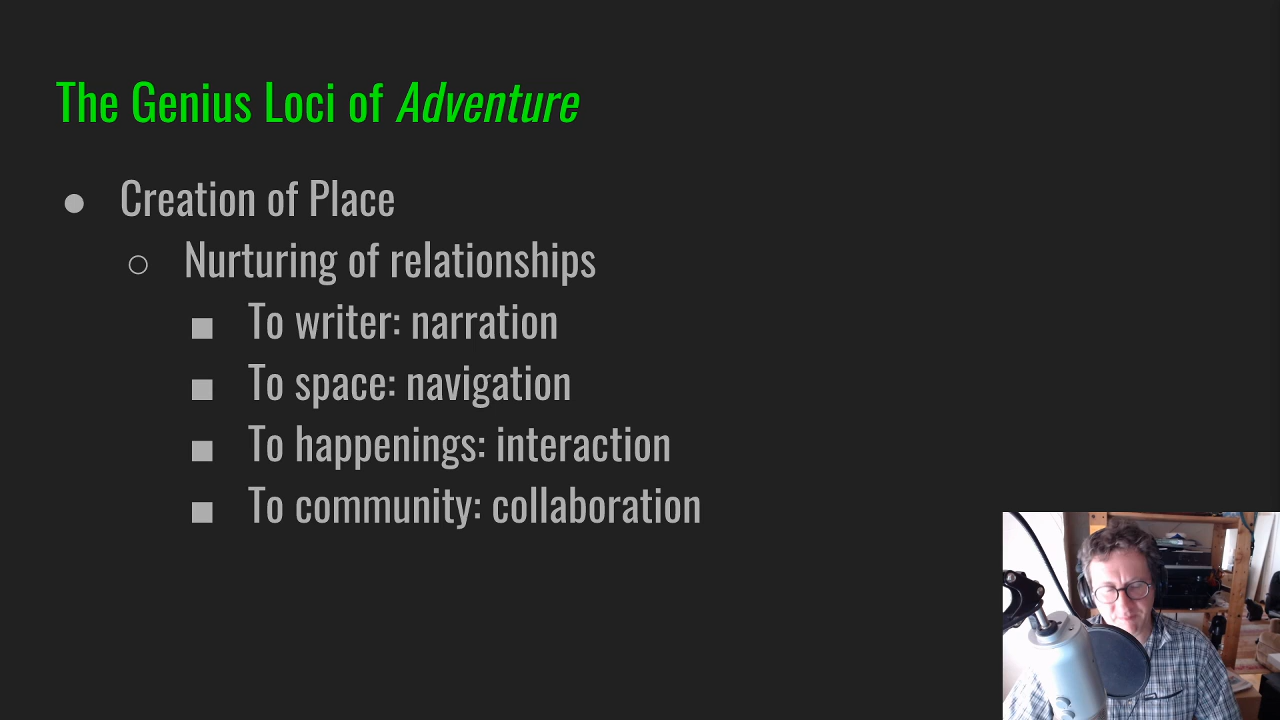 The Genius Loci of Adventure
● Creation of Place
○ Nurturing of relationships
■ To writer: narration
■ To space: navigation
■ To happenings: interaction
■ To community: collaboration